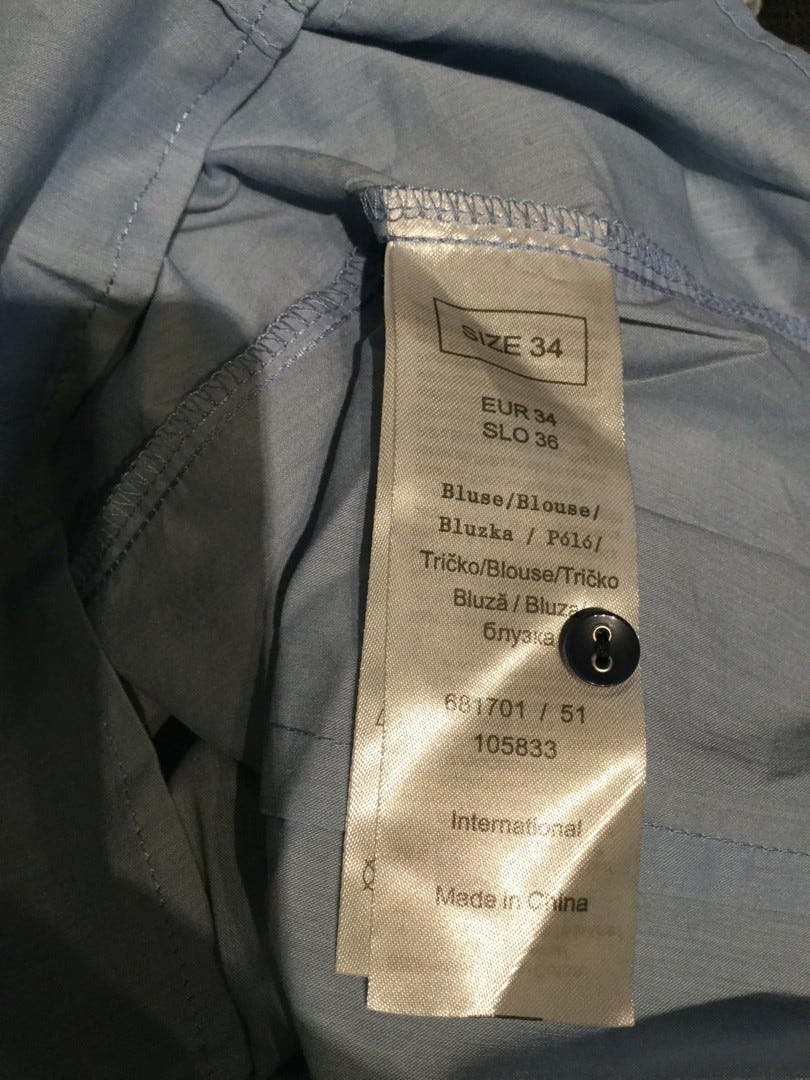 SIZE 34
EUR 34
SLO 36
Bluse/Blouse/
Bluzka / Póló/
Tričko/Blouse/Tričko
Bluză / Bluza
блузка
681701 / 51
105833
International
Made in China